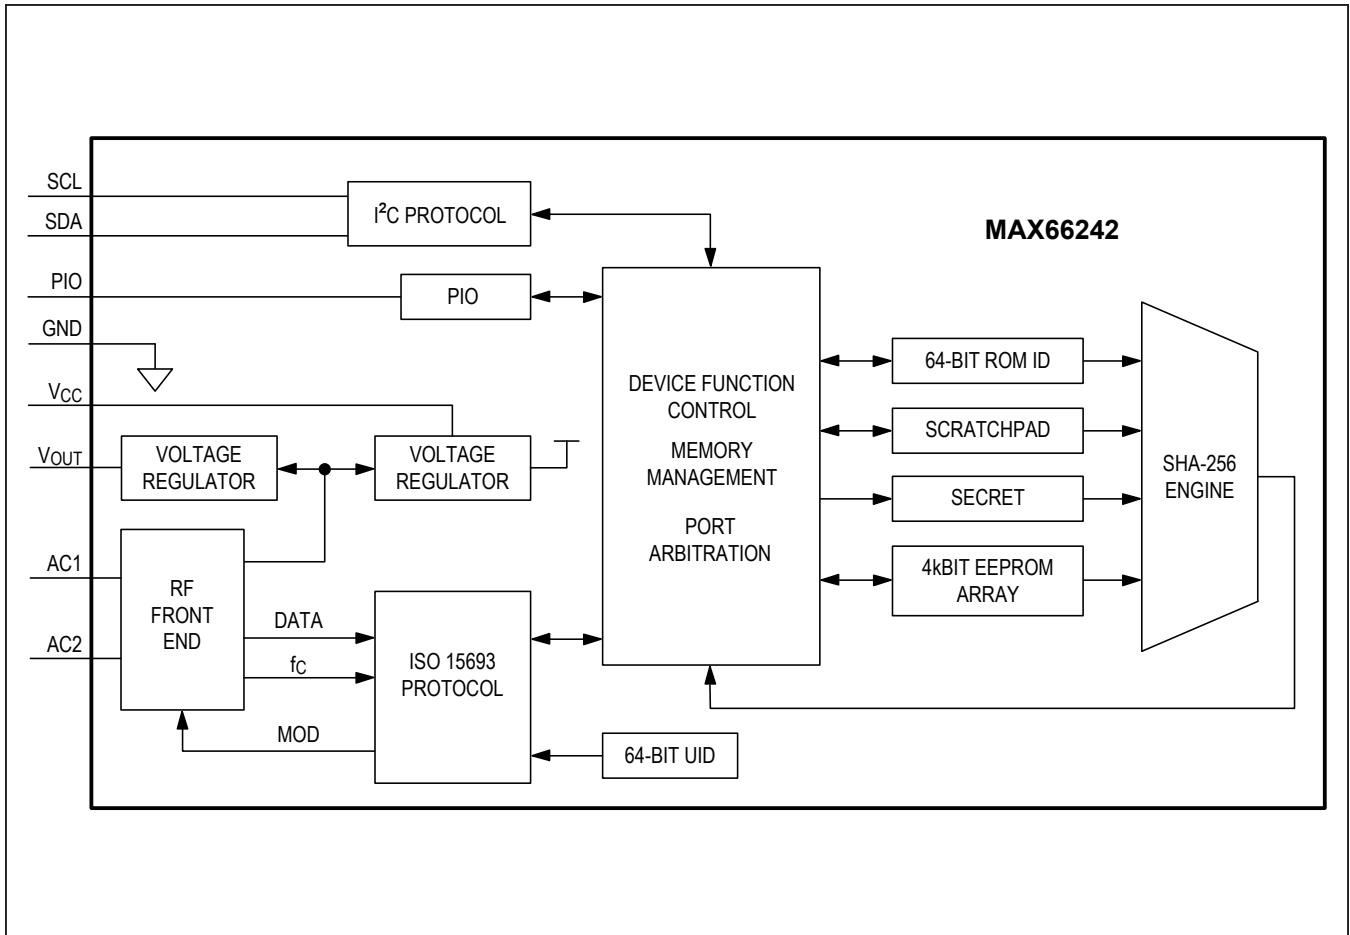 MAX66242
SCL
SDA
PIO
GND
VCC
VOUT
AC1
AC2
I²C PROTOCOL
PIO
VOLTAGE
REGULATOR
VOLTAGE
REGULATOR
RF
FRONT
END
DATA
fC
MOD
ISO 15693
PROTOCOL
64-BIT UID
DEVICE FUNCTION
CONTROL
MEMORY
MANAGEMENT
PORT
ARBITRATION
64-BIT ROM ID
SCRATCHPAD
SECRET
4kBIT EEPROM
ARRAY
SHA-256
ENGINE